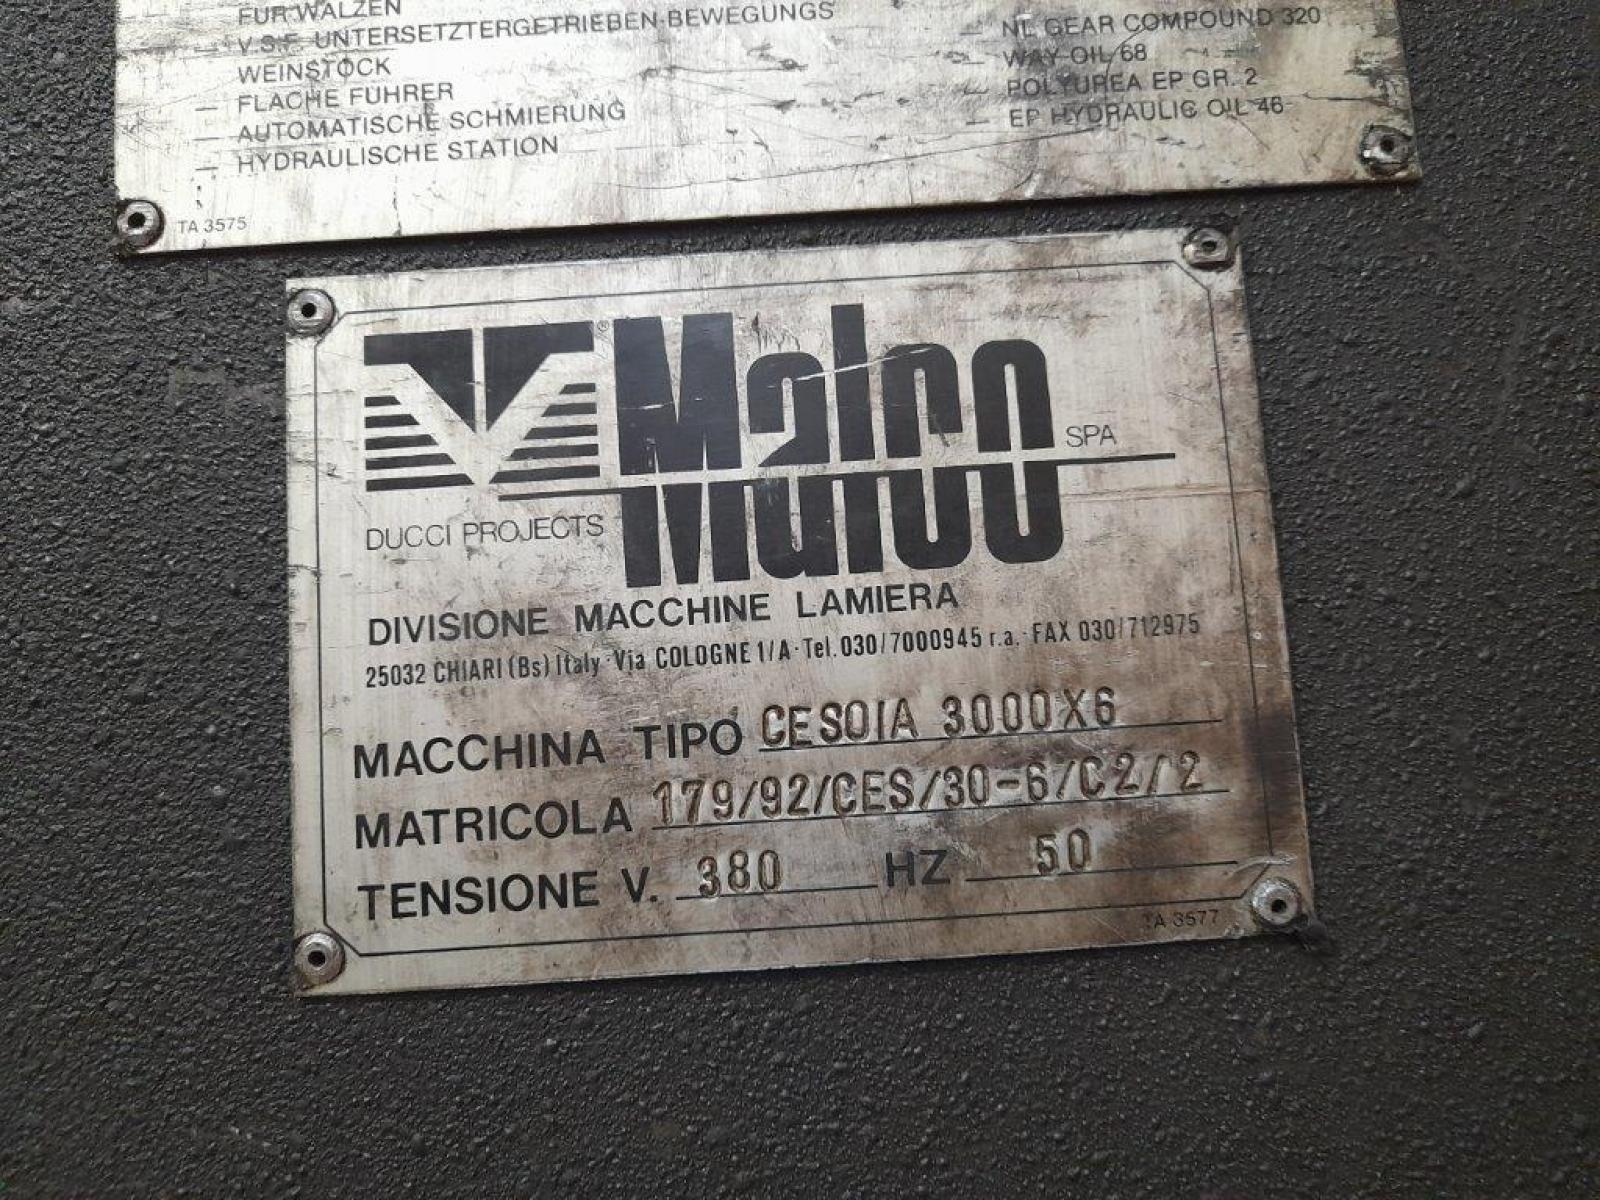 FÜR WALZEN
— V.S.F. UNTERSETZTERGETRIEBEN-BEWEGUNGS
WEINSTOCK
— FLACHE FÜHRER
— AUTOMATISCHE SCHMIERUNG
— HYDRAULISCHE STATION
— NL GEAR COMPOUND 320
— WAY OIL 68
— POLYUREA EP GR. 2
— EP HYDRAULIC OIL 46
TA 3575
® Malco SPA
DUCCI PROJECTS
DIVISIONE MACCHINE LAMIERA
25032 CHIARI (Bs) Italy · Via COLOGNE 1/A · Tel. 030/7000945 r.a. · FAX 030/712975
MACCHINA TIPO CESOIA 3000X6
MATRICOLA 179/92/CES/30-6/C2/2
TENSIONE V. 380 HZ 50
TA 3577